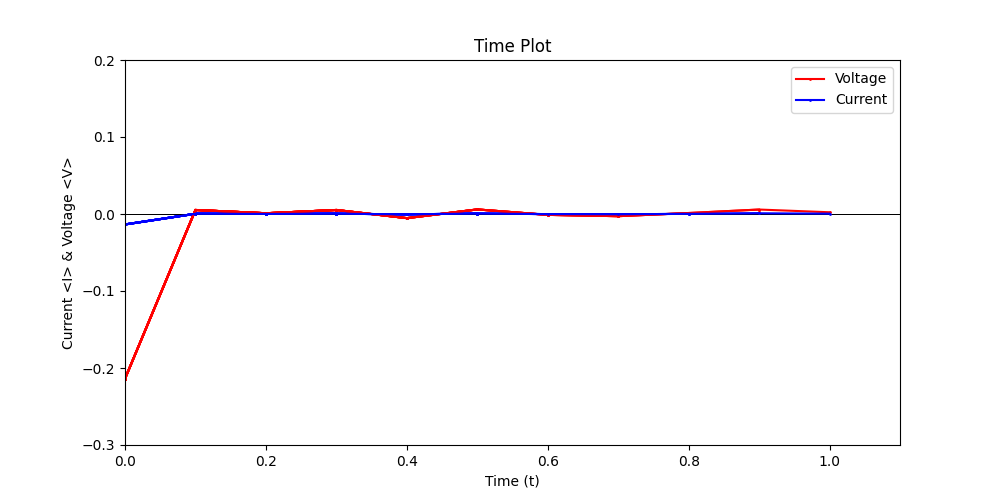 Time Plot
Voltage
Current
Current <I> & Voltage <V>
0.2
0.1
0.0
−0.1
−0.2
−0.3
0.0 0.2 0.4 0.6 0.8 1.0
Time (t)